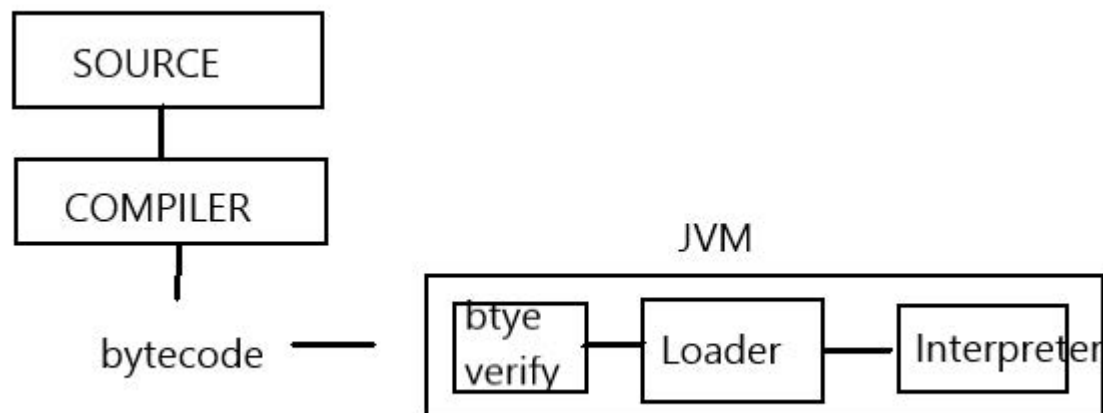 SOURCE
COMPILER
JVM
btye
verify
Loader
Interpreter
bytecode